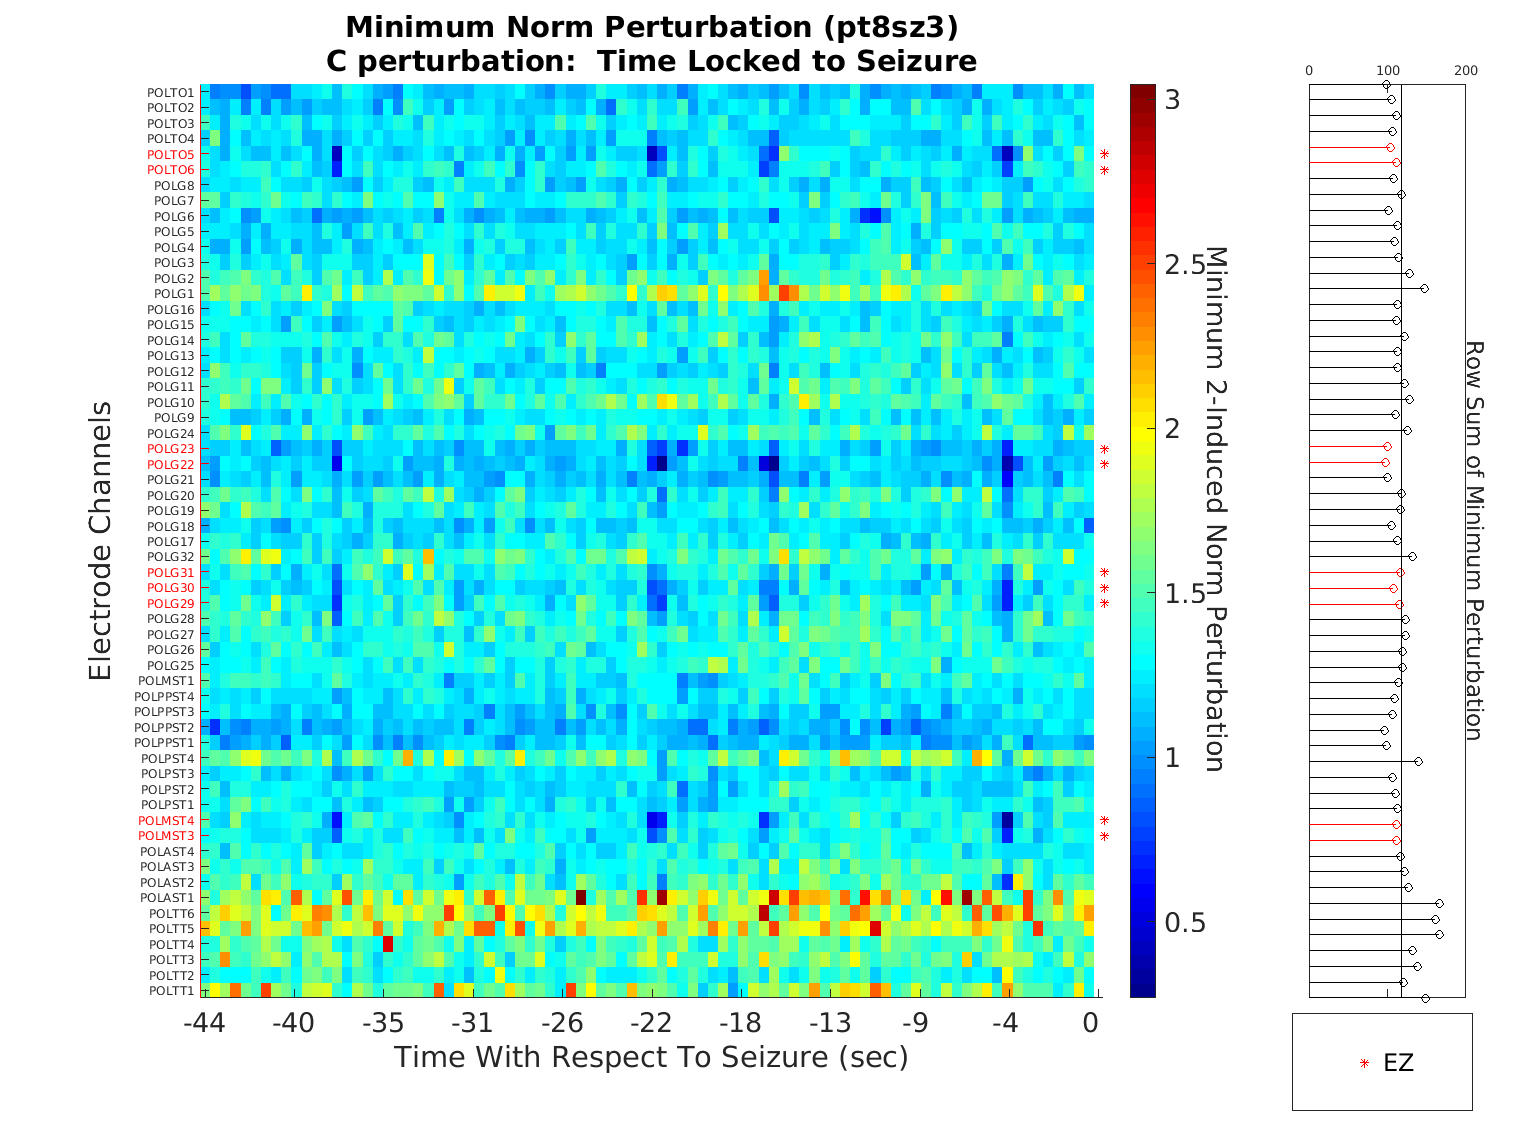 Minimum Norm Perturbation (pt8sz3)
C perturbation:  Time Locked to Seizure
Electrode Channels
POLTO1
POLTO2
POLTO3
POLTO4
POLTO5
POLTO6
POLG8
POLG7
POLG6
POLG5
POLG4
POLG3
POLG2
POLG1
POLG16
POLG15
POLG14
POLG13
POLG12
POLG11
POLG10
POLG9
POLG24
POLG23
POLG22
POLG21
POLG20
POLG19
POLG18
POLG17
POLG32
POLG31
POLG30
POLG29
POLG28
POLG27
POLG26
POLG25
POLMST1
POLPPST4
POLPPST3
POLPPST2
POLPPST1
POLPST4
POLPST3
POLPST2
POLPST1
POLMST4
POLMST3
POLAST4
POLAST3
POLAST2
POLAST1
POLTT6
POLTT5
POLTT4
POLTT3
POLTT2
POLTT1
-44 -40 -35 -31 -26 -22 -18 -13 -9 -4 0
Time With Respect To Seizure (sec)
3
2.5
2
1.5
1
0.5
Minimum 2-Induced Norm Perturbation
0 100 200
Row Sum of Minimum Perturbation
EZ